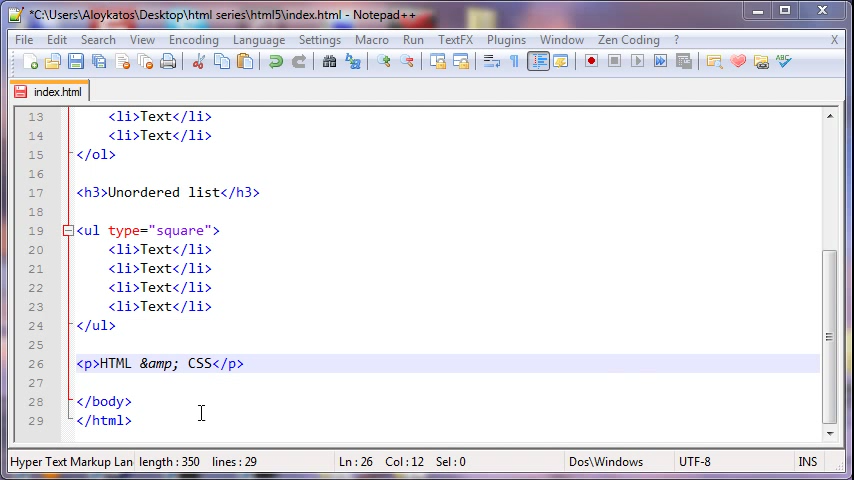 *C:\Users\Aloykatos\Desktop\html series\html5\index.html - Notepad++
File Edit Search View Encoding Language Settings Macro Run TextFX Plugins Window Zen Coding ? X
index.html
13 <li>Text</li>
14 <li>Text</li>
15 </ol>
16
17 <h3>Unordered list</h3>
18
19 <ul type="square">
20 <li>Text</li>
21 <li>Text</li>
22 <li>Text</li>
23 <li>Text</li>
24 </ul>
25
26 <p>HTML &amp; CSS</p>
27
28 </body>
29 </html>
Hyper Text Markup Lan length : 350 lines : 29 Ln : 26 Col : 12 Sel : 0 Dos\Windows UTF-8 INS